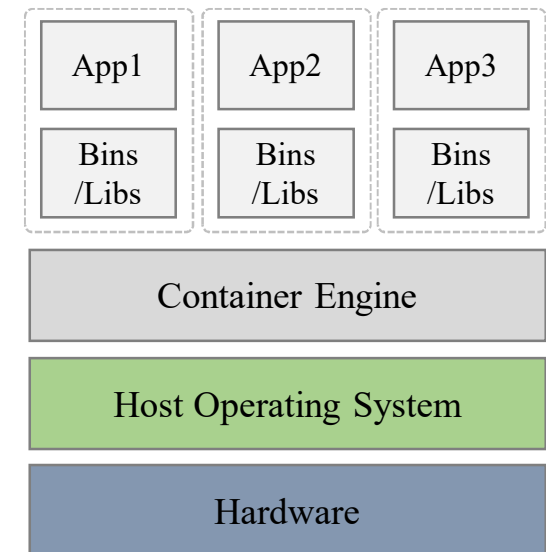 App1
App2
App3
Bins
/Libs
Bins
/Libs
Bins
/Libs
Container Engine
Host Operating System
Hardware